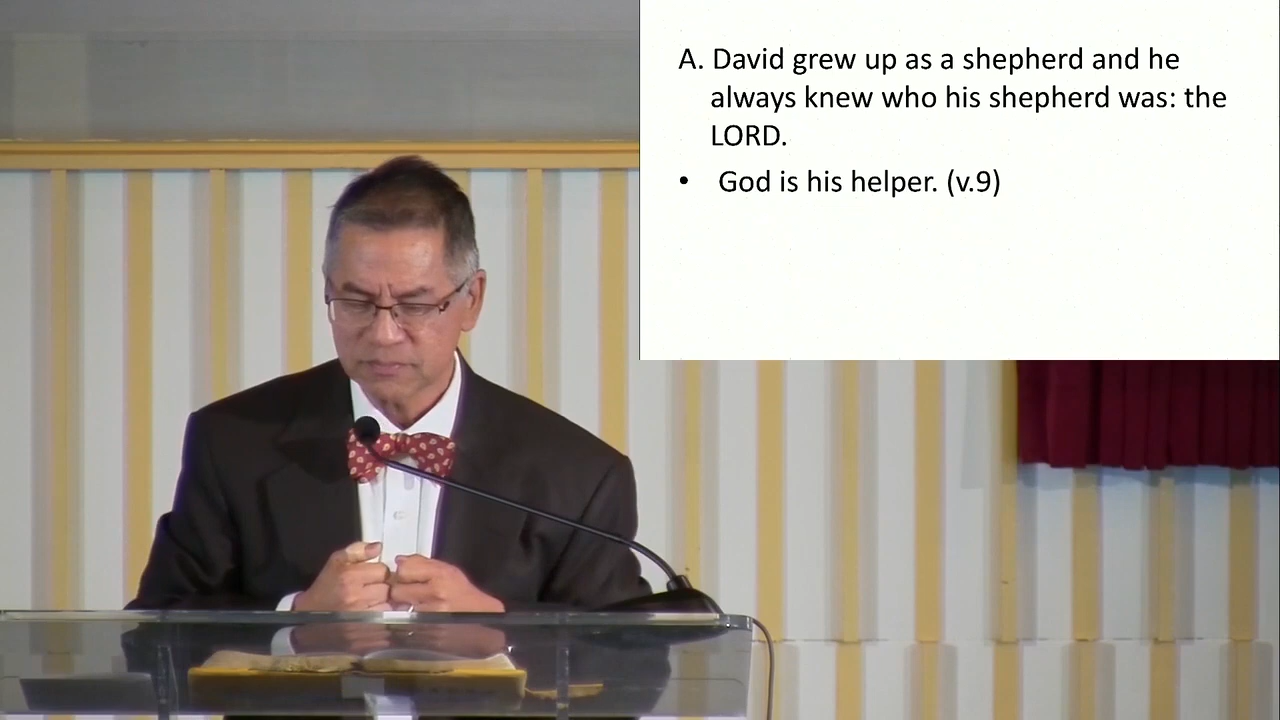 A. David grew up as a shepherd and he
always knew who his shepherd was: the
LORD.
• God is his helper. (v.9)